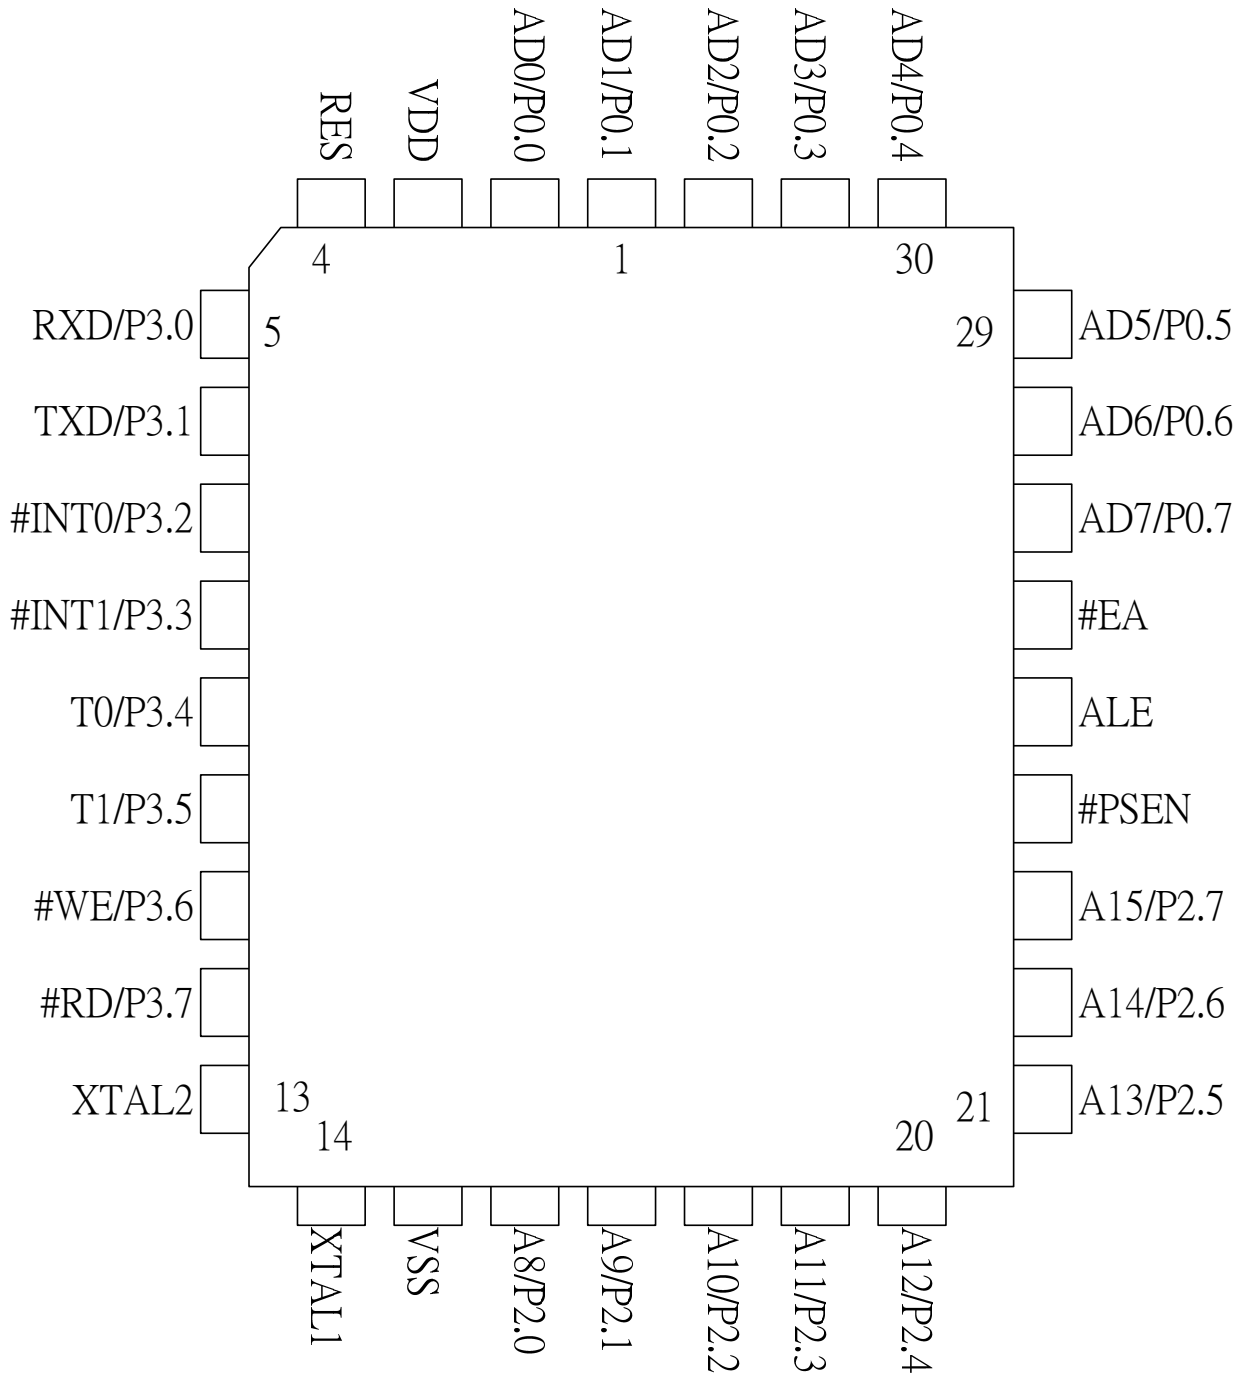 RES
VDD
AD0/P0.0
AD1/P0.1
AD2/P0.2
AD3/P0.3
AD4/P0.4
4
1
30
RXD/P3.0
5
29
AD5/P0.5
TXD/P3.1
AD6/P0.6
#INT0/P3.2
AD7/P0.7
#INT1/P3.3
#EA
T0/P3.4
ALE
T1/P3.5
#PSEN
#WE/P3.6
A15/P2.7
#RD/P3.7
A14/P2.6
XTAL2
13
21
A13/P2.5
14
20
XTAL1
VSS
A8/P2.0
A9/P2.1
A10/P2.2
A11/P2.3
A12/P2.4